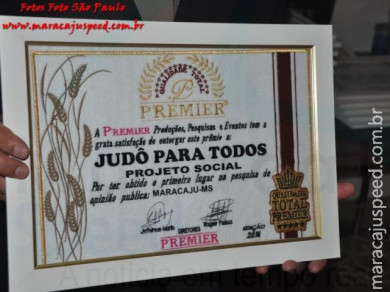 Fotos Foto São Paulo
www.maracajuspeed.com.br
QUALIDADE TOTAL
P
PREMIER
A PREMIER Produções, Pesquisas e Eventos tem a
grata satisfação de outorgar este prêmio a:
JUDÔ PARA TODOS
PROJETO SOCIAL
Por ter obtido o primeiro lugar na pesquisa de
opinião pública: MARACAJU-MS
DIRETORES
PREMIER
QUALIDADE
TOTAL
PREMIER
A notícia em tempo
maracajuspeed.com.br